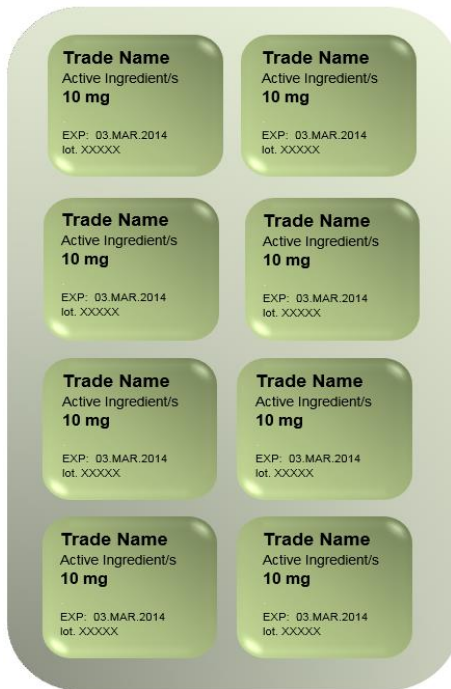 Trade Name
Active Ingredient/s
10 mg
EXP: 03.MAR.2014
lot. XXXXX
Trade Name
Active Ingredient/s
10 mg
EXP: 03.MAR.2014
lot. XXXXX
Trade Name
Active Ingredient/s
10 mg
EXP: 03.MAR.2014
lot. XXXXX
Trade Name
Active Ingredient/s
10 mg
EXP: 03.MAR.2014
lot. XXXXX
Trade Name
Active Ingredient/s
10 mg
EXP: 03.MAR.2014
lot. XXXXX
Trade Name
Active Ingredient/s
10 mg
EXP: 03.MAR.2014
lot. XXXXX
Trade Name
Active Ingredient/s
10 mg
EXP: 03.MAR.2014
lot. XXXXX
Trade Name
Active Ingredient/s
10 mg
EXP: 03.MAR.2014
lot. XXXXX